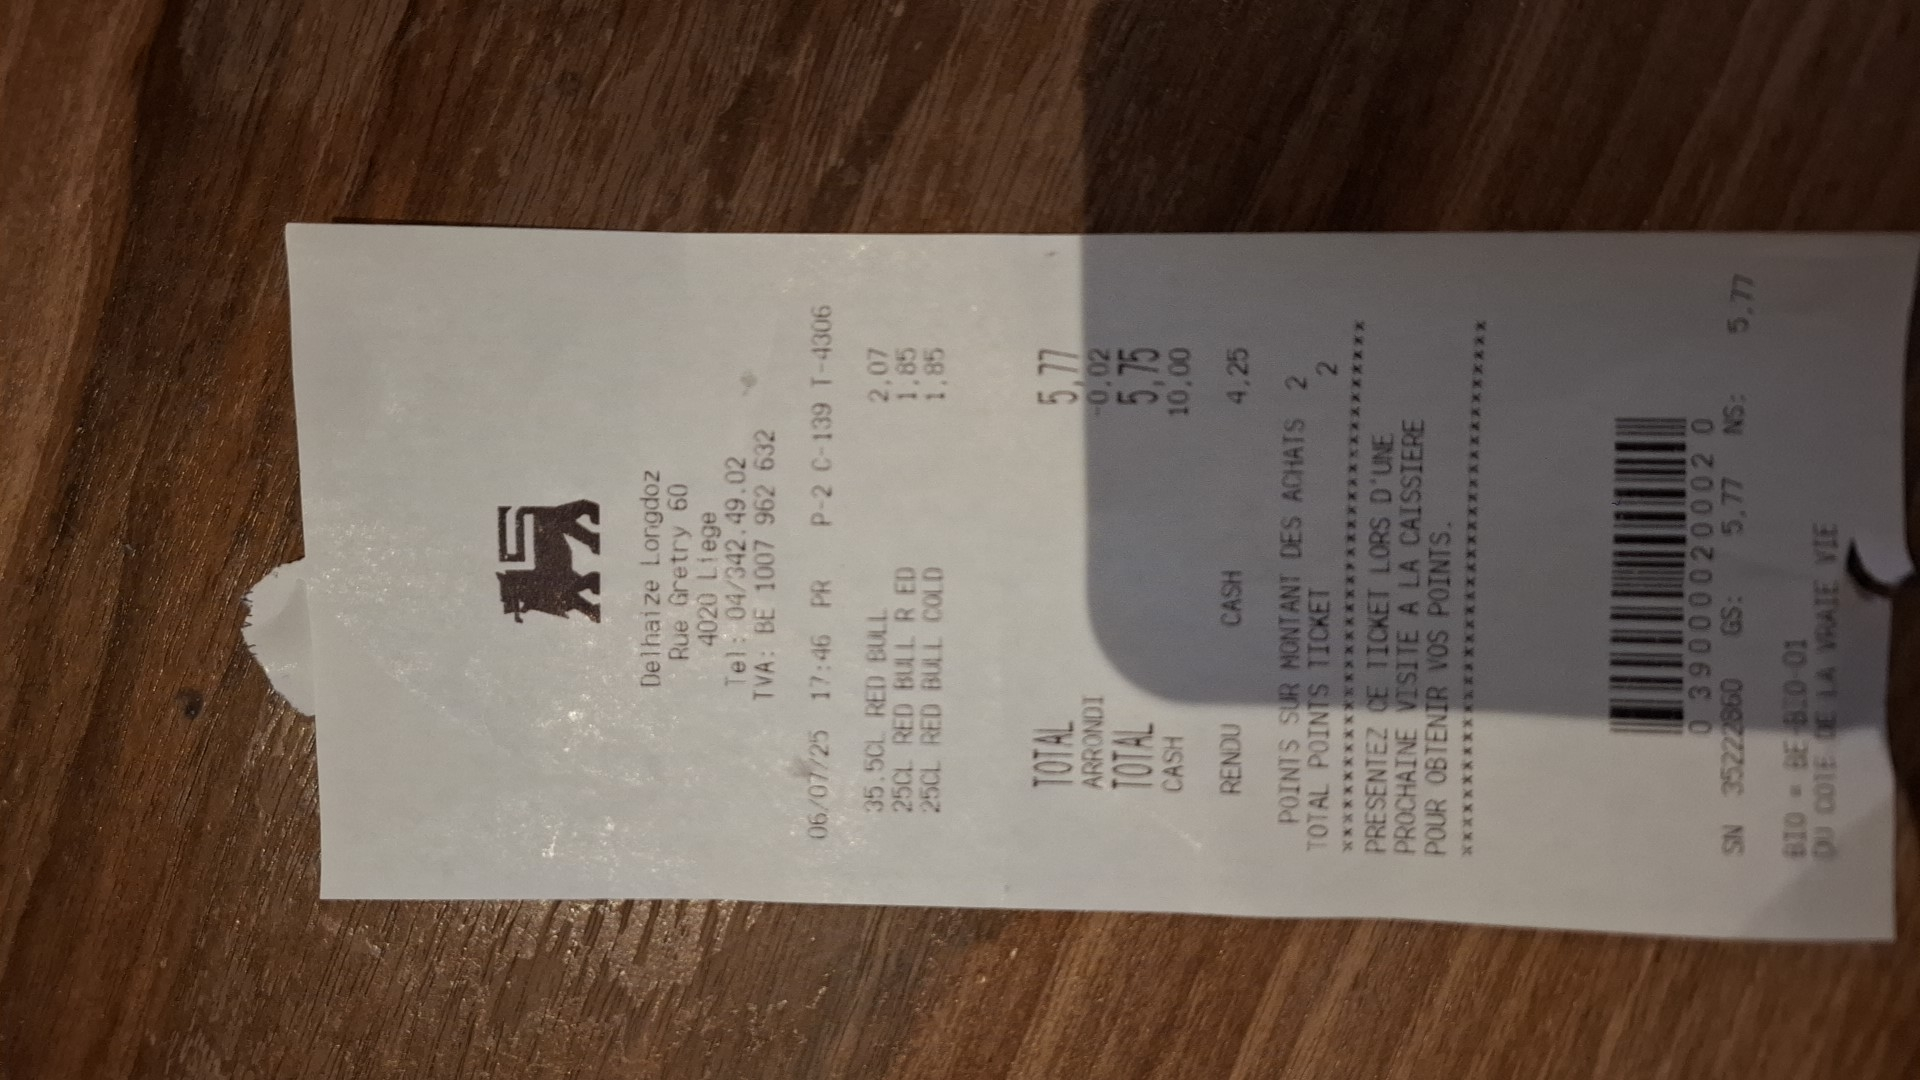 Delhaize Longdoz
Rue Gretry 60
4020 Liege
Tel: 04/342.49.02
TVA: BE 1007 962 632
06/07/25 17:46 PR P-2 C-139 T-4306
35.5CL RED BULL 2,07
25CL RED BULL R ED 1,85
25CL RED BULL COLD 1,85
TOTAL 5,77
ARRONDI -0,02
TOTAL 5,75
CASH 10,00
RENDU CASH 4,25
POINTS SUR MONTANT DES ACHATS 2
TOTAL POINTS TICKET 2
xxxxxxxxxxxxxxxxxxxxxxxxxxxxxxxxxxxxxx
PRESENTEZ CE TICKET LORS D'UNE
PROCHAINE VISITE A LA CAISSIERE
POUR OBTENIR VOS POINTS.
xxxxxxxxxxxxxxxxxxxxxxxxxxxxxxxxxxxxxx
0 390000020002 0
SN 35222860 GS: 5,77 NS: 5,77
BIO = BE-BIO-01
DU COTE DE LA VRAIE VIE